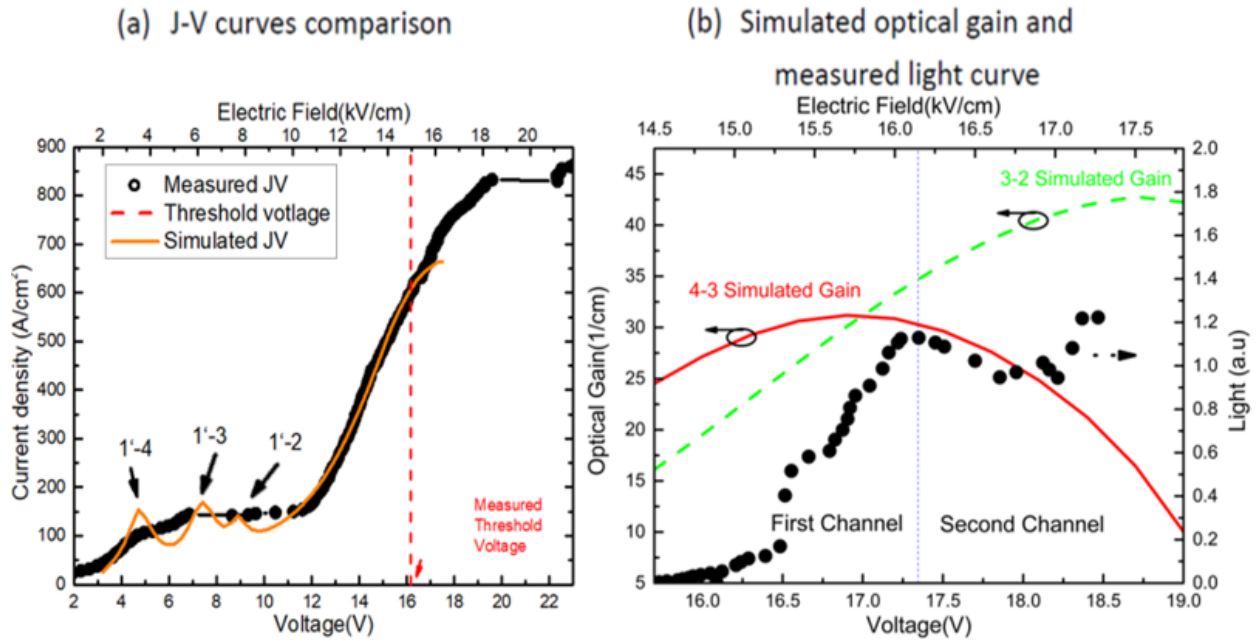 (a) J-V curves comparison
Electric Field(kV/cm)
2 4 6 8 10 12 14 16 18 20
900
800
700
600
500
400
300
200
100
0
Current density (A/cm²)
Measured JV
Threshold votlage
Simulated JV
1'-4
1'-3
1'-2
Measured
Threshold
Voltage
2 4 6 8 10 12 14 16 18 20 22
Voltage(V)
(b) Simulated optical gain and
measured light curve
Electric Field(kV/cm)
14.5 15.0 15.5 16.0 16.5 17.0 17.5
45
40
35
30
25
20
15
10
5
Optical Gain(1/cm)
3-2 Simulated Gain
4-3 Simulated Gain
First Channel
Second Channel
2.0
1.8
1.6
1.4
1.2
1.0
0.8
0.6
0.4
0.2
0.0
Light (a.u)
16.0 16.5 17.0 17.5 18.0 18.5 19.0
Voltage(V)